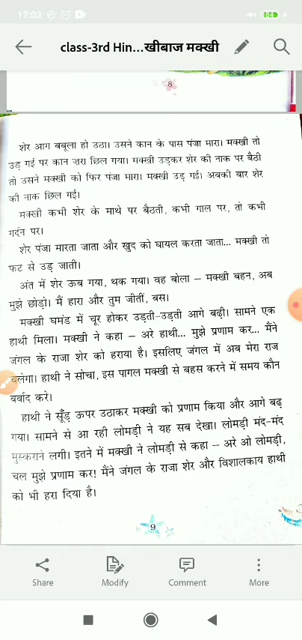 17:03
84
class-3rd Hin...खीबाज मक्खी
8
शेर आग बबूला हो उठा। उसने कान के पास पंजा मारा। मक्खी तो
उड़ गई पर कान ज़रा छिल गया। मक्खी उड़कर शेर की नाक पर बैठी
तो उसने मक्खी को फिर पंजा मारा। मक्खी उड़ गई। अबकी बार शेर
की नाक छिल गई।
मक्खी कभी शेर के माथे पर बैठती, कभी गाल पर, तो कभी
गर्दन पर।
शेर पंजा मारता जाता और खुद को घायल करता जाता... मक्खी तो
फट से उड़ जाती।
अंत में शेर ऊब गया, थक गया। वह बोला – मक्खी बहन, अब
मुझे छोड़ो। मैं हारा और तुम जीतीं, बस।
मक्खी घमंड में चूर होकर उड़ती-उड़ती आगे बढ़ी। सामने एक
हाथी मिला। मक्खी ने कहा – अरे हाथी... मुझे प्रणाम कर... मैंने
जंगल के राजा शेर को हराया है। इसलिए जंगल में अब मेरा राज
चलेगा। हाथी ने सोचा, इस पागल मक्खी से बहस करने में समय कौन
बर्बाद करे।
हाथी ने सूँड़ ऊपर उठाकर मक्खी को प्रणाम किया और आगे बढ़
गया। सामने से आ रही लोमड़ी ने यह सब देखा। लोमड़ी मंद-मंद
मुस्कराने लगी। इतने में मक्खी ने लोमड़ी से कहा – अरे ओ लोमड़ी,
चल मुझे प्रणाम कर! मैंने जंगल के राजा शेर और विशालकाय हाथी
को भी हरा दिया है।
9
Share
Modify
Comment
More